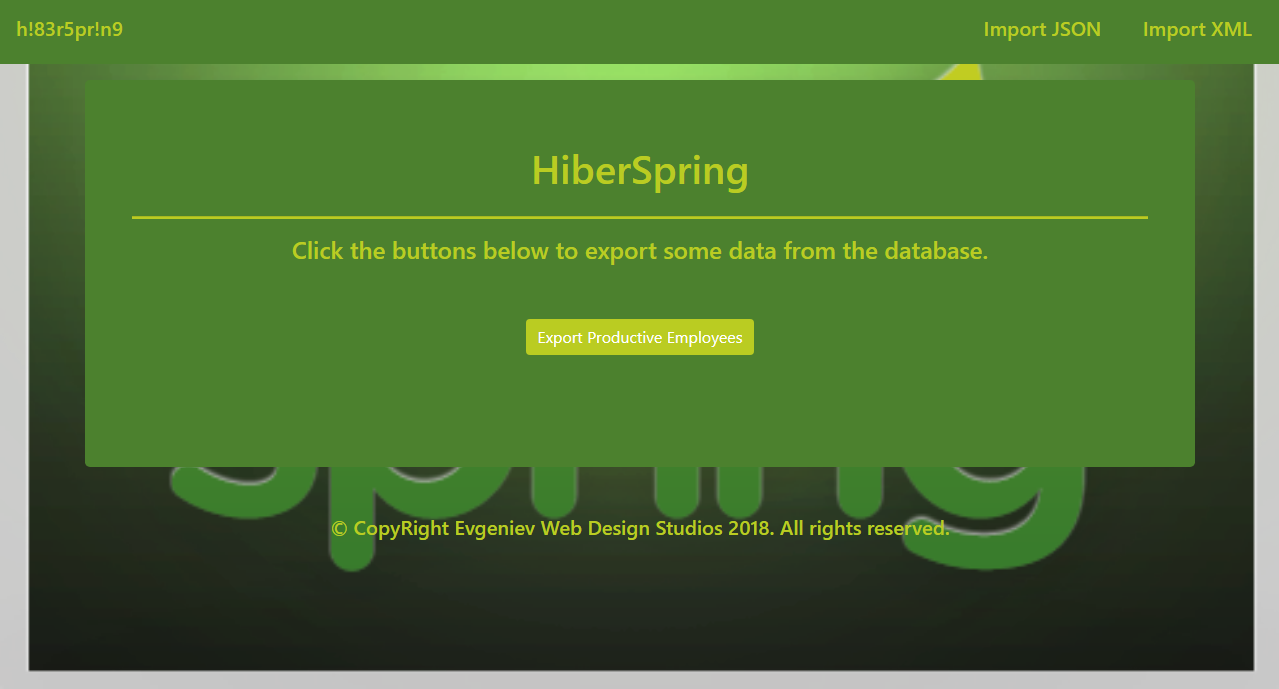 h!83r5pr!n9
Import JSON
Import XML
HiberSpring
Click the buttons below to export some data from the database.
Export Productive Employees
spring
© CopyRight Evgeniev Web Design Studios 2018. All rights reserved.